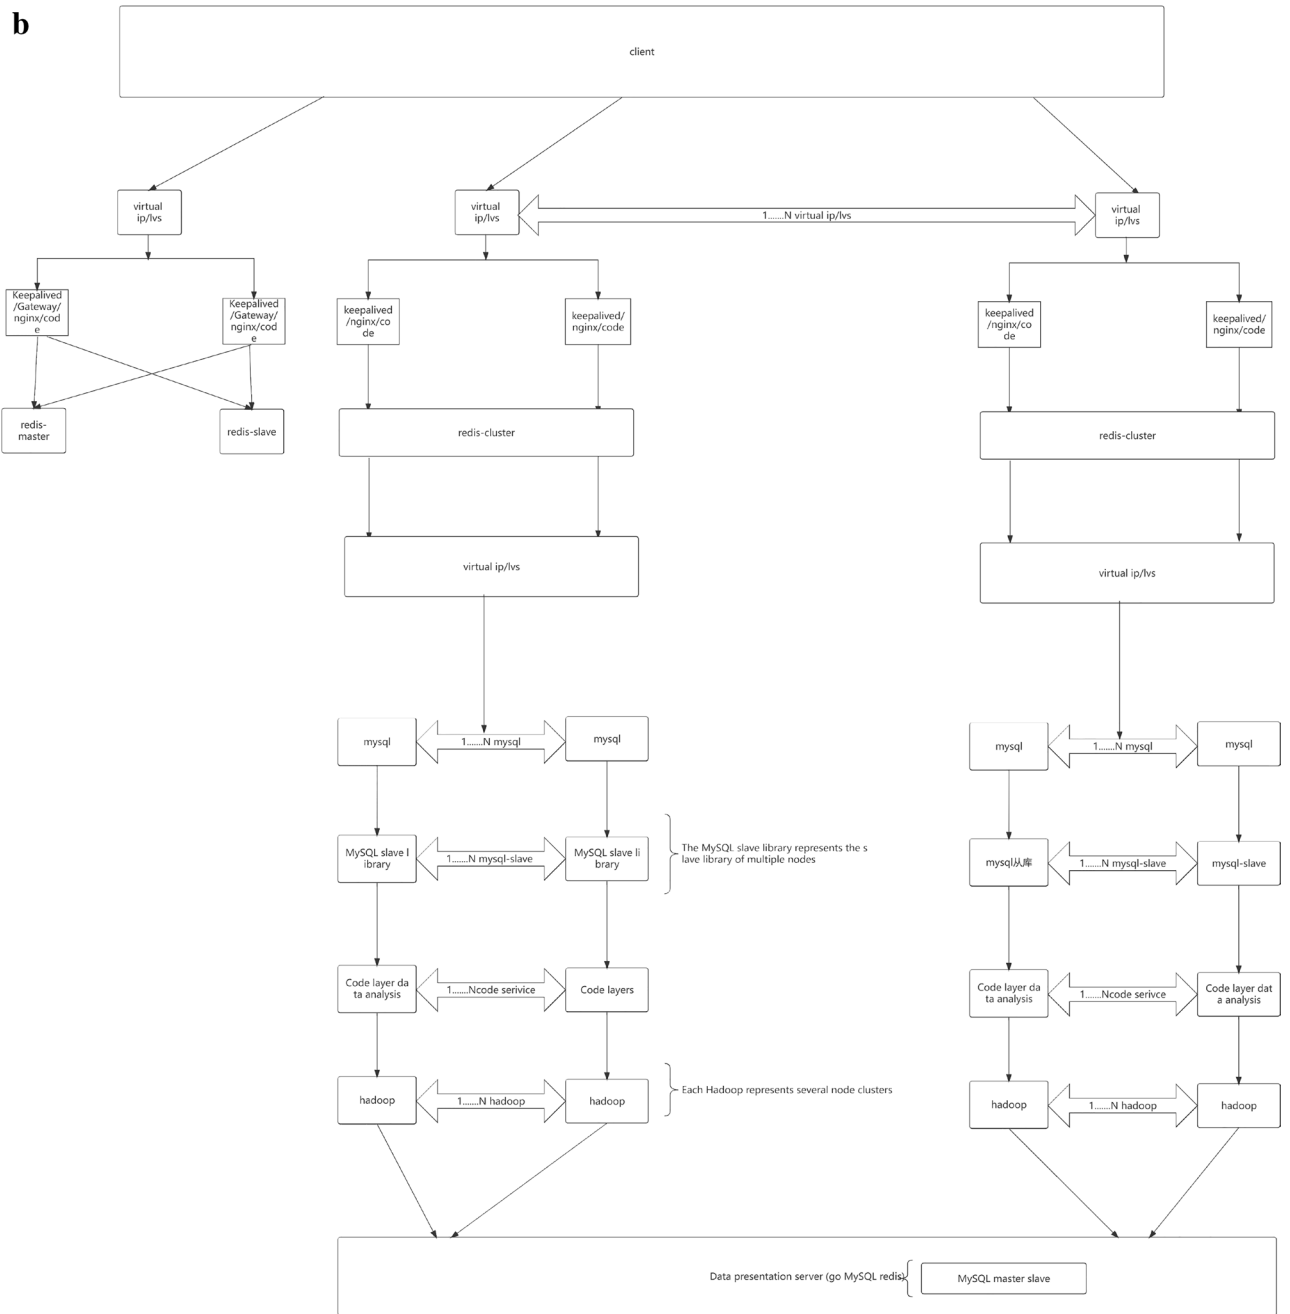 b
client
virtual
ip/lvs
virtual
ip/lvs
1......N virtual ip/lvs
virtual
ip/lvs
Keepalived
/Gateway/
nginx/cod
e
Keepalived
/Gateway/
nginx/cod
e
keepalived
/nginx/co
de
keepalived/
nginx/code
keepalived
/nginx/co
de
keepalived/
nginx/code
redis-
master
redis-slave
redis-cluster
redis-cluster
virtual ip/lvs
virtual ip/lvs
mysql
1......N mysql
mysql
mysql
1......N mysql
mysql
MySQL slave l
ibrary
1......N mysql-slave
MySQL slave li
brary
The MySQL slave library represents the s
lave library of multiple nodes
mysql从库
1......N mysql-slave
mysql-slave
Code layer da
ta analysis
1......Ncode serivice
Code layers
Code layer da
ta analysis
1......Ncode serivce
Code layer dat
a analysis
hadoop
1......N hadoop
hadoop
Each Hadoop represents several node clusters
hadoop
1......N hadoop
hadoop
Data presentation server (go MySQL redis)
MySQL master slave